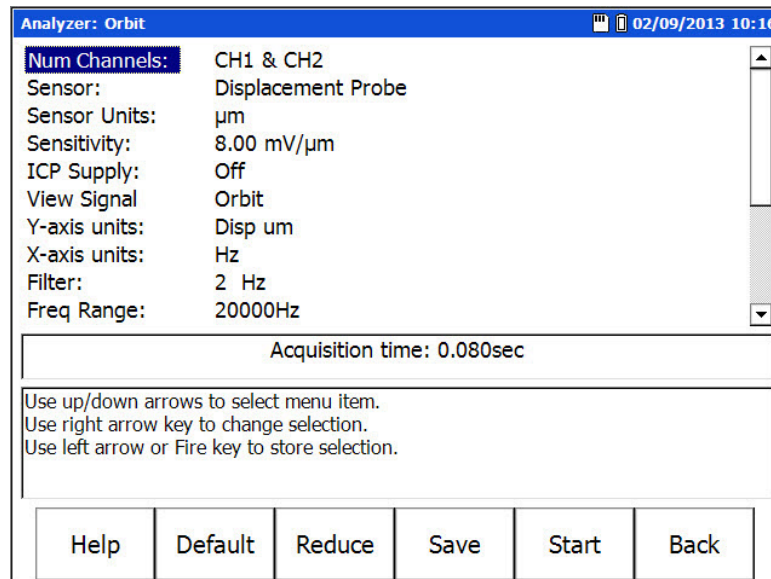 Analyzer: Orbit 02/09/2013 10:16
Num Channels: CH1 & CH2
Sensor: Displacement Probe
Sensor Units: µm
Sensitivity: 8.00 mV/µm
ICP Supply: Off
View Signal Orbit
Y-axis units: Disp um
X-axis units: Hz
Filter: 2 Hz
Freq Range: 20000Hz
Acquisition time: 0.080sec
Use up/down arrows to select menu item.
Use right arrow key to change selection.
Use left arrow or Fire key to store selection.
Help Default Reduce Save Start Back